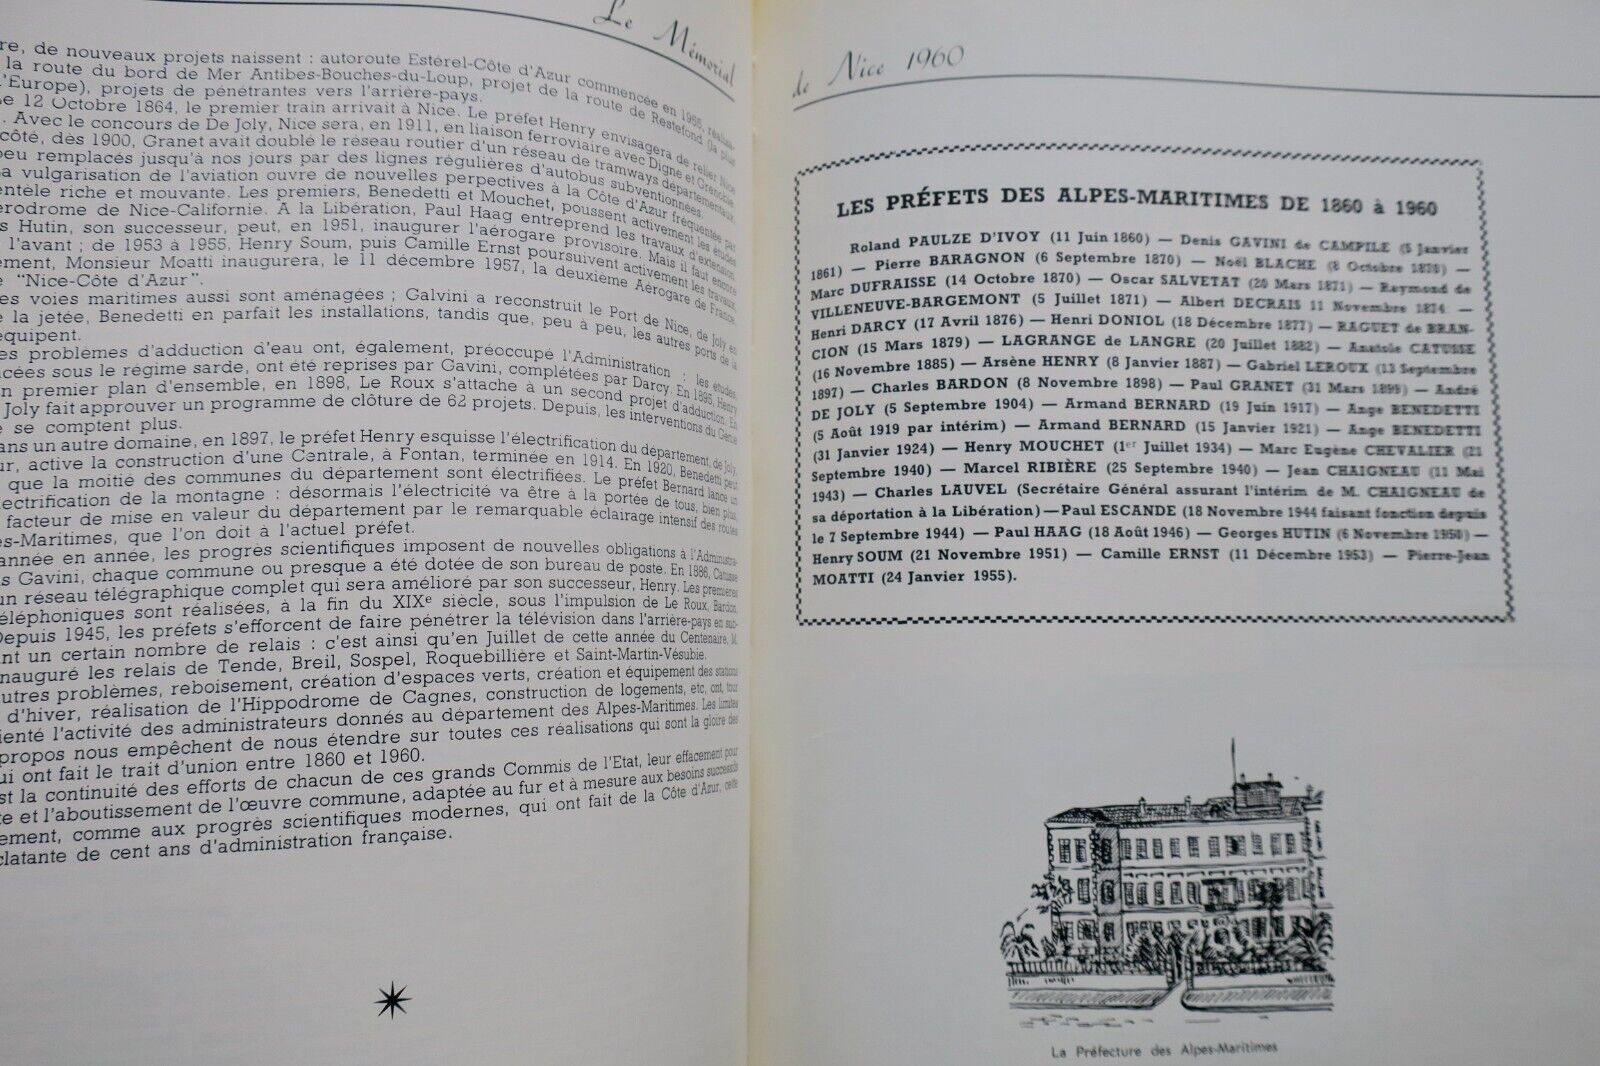 Le Mémorial
re, de nouveaux projets naissent : autoroute Estérel-Côte d'Azur commencée en 1956, réalisa-
la route du bord de Mer Antibes-Bouches-du-Loup, projet de la route de Restefond (la plus
l'Europe), projets de pénétrantes vers l'arrière-pays.
Le 12 Octobre 1864, le premier train arrivait à Nice. Le préfet Henry envisagera de relier Nice
. Avec le concours de De Joly, Nice sera, en 1911, en liaison ferroviaire avec Digne et Grenoble.
côté, dès 1900, Granet avait doublé le réseau routier d'un réseau de tramways départementaux,
peu remplacés jusqu'à nos jours par des lignes régulières d'autobus subventionnées.
a vulgarisation de l'aviation ouvre de nouvelles perpectives à la Côte d'Azur fréquentée par
entèle riche et mouvante. Les premiers, Benedetti et Mouchet, poussent activement les études
érodrome de Nice-Californie. A la Libération, Paul Haag entreprend les travaux d'extension
s Hutin, son successeur, peut, en 1951, inaugurer l'aérogare provisoire. Mais il faut encore
l'avant ; de 1953 à 1955, Henry Soum, puis Camille Ernst poursuivent activement les travaux.
ement, Monsieur Moatti inaugurera, le 11 décembre 1957, la deuxième Aérogare de France,
e "Nice-Côte d'Azur".
es voies maritimes aussi sont aménagées ; Galvini a reconstruit le Port de Nice, de Joly en
e la jetée, Benedetti en parfait les installations, tandis que, peu à peu, les autres ports de la
equipent.
es problèmes d'adduction d'eau ont, également, préoccupé l'Administration : les études,
cées sous le régime sarde, ont été reprises par Gavini, complétées par Darcy. En 1895, Henry
n premier plan d'ensemble, en 1898, Le Roux s'attache à un second projet d'adduction. En
Joly fait approuver un programme de clôture de 62 projets. Depuis, les interventions du Génie
e se comptent plus.
ans un autre domaine, en 1897, le préfet Henry esquisse l'électrification du département, de Joly,
ur, active la construction d'une Centrale, à Fontan, terminée en 1914. En 1920, Benedetti peut
que la moitié des communes du département sont électrifiées. Le préfet Bernard lance un
lectrification de la montagne : désormais l'électricité va être à la portée de tous, bien plus,
facteur de mise en valeur du département par le remarquable éclairage intensif des routes
es-Maritimes, que l'on doit à l'actuel préfet.
année en année, les progrès scientifiques imposent de nouvelles obligations à l'Administra-
s Gavini, chaque commune ou presque a été dotée de son bureau de poste. En 1886, Catusse
un réseau télégraphique complet qui sera amélioré par son successeur, Henry. Les premières
téléphoniques sont réalisées, à la fin du XIXe siècle, sous l'impulsion de Le Roux, Bardon,
Depuis 1945, les préfets s'efforcent de faire pénétrer la télévision dans l'arrière-pays en sub-
nt un certain nombre de relais : c'est ainsi qu'en Juillet de cette année du Centenaire, M.
nauguré les relais de Tende, Breil, Sospel, Roquebillière et Saint-Martin-Vésubie.
utres problèmes, reboisement, création d'espaces verts, création et équipement des stations
d'hiver, réalisation de l'Hippodrome de Cagnes, construction de logements, etc, ont, tour
ienté l'activité des administrateurs donnés au département des Alpes-Maritimes. Les limites
propos nous empêchent de nous étendre sur toutes ces réalisations qui sont la gloire des
ui ont fait le trait d'union entre 1860 et 1960.
st la continuité des efforts de chacun de ces grands Commis de l'Etat, leur effacement pour
te et l'aboutissement de l'œuvre commune, adaptée au fur et à mesure aux besoins successifs
ement, comme aux progrès scientifiques modernes, qui ont fait de la Côte d'Azur, cette
clatante de cent ans d'administration française.
de Nice 1960
LES PRÉFETS DES ALPES-MARITIMES DE 1860 à 1960
Roland PAULZE D'IVOY (11 Juin 1860) — Denis GAVINI de CAMPILE (5 Janvier
1861) — Pierre BARAGNON (6 Septembre 1870) — Noël BLACHE (8 Octobre 1870) —
Marc DUFRAISSE (14 Octobre 1870) — Oscar SALVETAT (20 Mars 1871) — Raymond de
VILLENEUVE-BARGEMONT (5 Juillet 1871) — Albert DECRAIS 11 Novembre 1874 —
Henri DARCY (17 Avril 1876) — Henri DONIOL (18 Décembre 1877) — RAGUET de BRAN-
CION (15 Mars 1879) — LAGRANGE de LANGRE (20 Juillet 1882) — Anatole CATUSSE
(16 Novembre 1885) — Arsène HENRY (8 Janvier 1887) — Gabriel LEROUX (13 Septembre
1897) — Charles BARDON (8 Novembre 1898) — Paul GRANET (31 Mars 1899) — André
DE JOLY (5 Septembre 1904) — Armand BERNARD (19 Juin 1917) — Ange BENEDETTI
(5 Août 1919 par intérim) — Armand BERNARD (15 Janvier 1921) — Ange BENEDETTI
(31 Janvier 1924) — Henry MOUCHET (1er Juillet 1934) — Marc Eugène CHEVALIER (21
Septembre 1940) — Marcel RIBIÈRE (25 Septembre 1940) — Jean CHAIGNEAU (11 Mai
1943) — Charles LAUVEL (Secrétaire Général assurant l'intérim de M. CHAIGNEAU de
sa déportation à la Libération) — Paul ESCANDE (18 Novembre 1944 faisant fonction depuis
le 7 Septembre 1944) — Paul HAAG (18 Août 1946) — Georges HUTIN (6 Novembre 1950) —
Henry SOUM (21 Novembre 1951) — Camille ERNST (11 Décembre 1953) — Pierre-Jean
MOATTI (24 Janvier 1955).
La Préfecture des Alpes-Maritimes